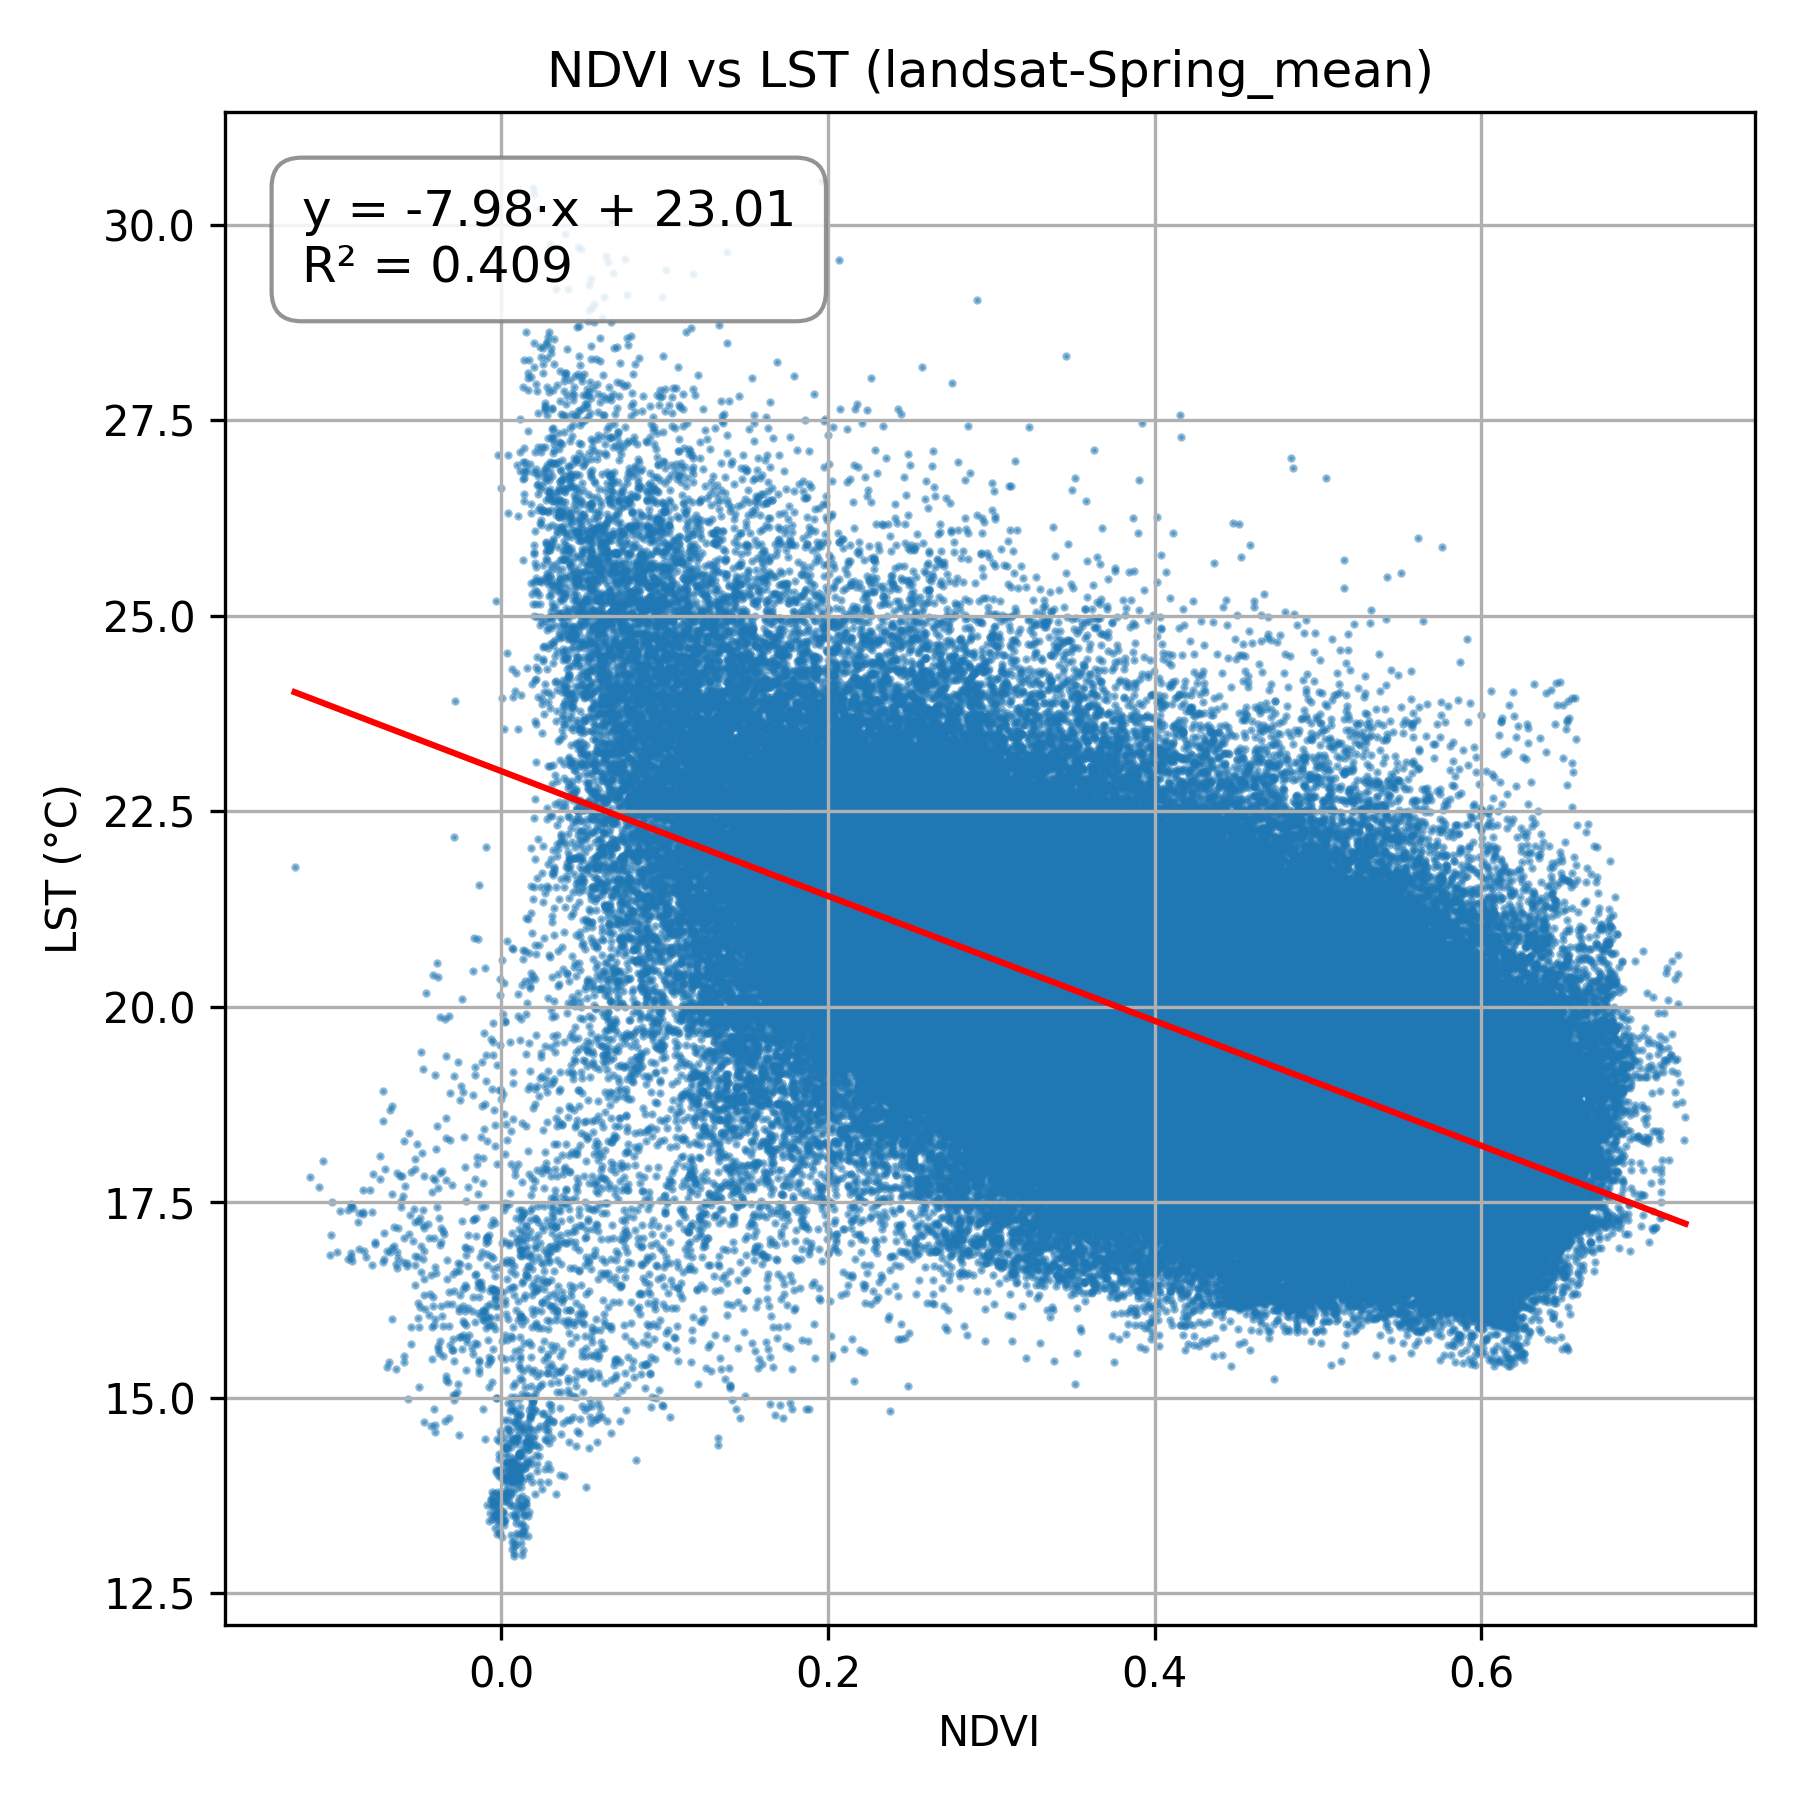 NDVI vs LST (landsat-Spring_mean)
y = -7.98·x + 23.01
R² = 0.409
30.0
27.5
25.0
22.5
20.0
17.5
15.0
12.5
LST (°C)
0.0 0.2 0.4 0.6
NDVI